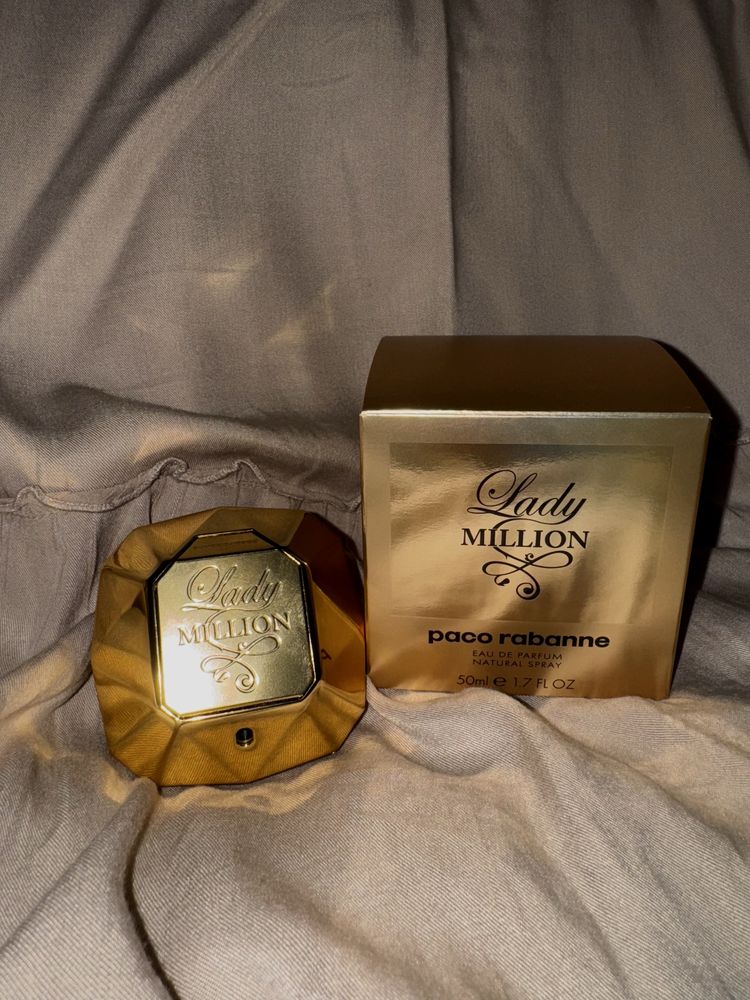 Lady
MILLION
Lady
MILLION
paco rabanne
EAU DE PARFUM
NATURAL SPRAY
50ml ℮ 1.7 FL OZ